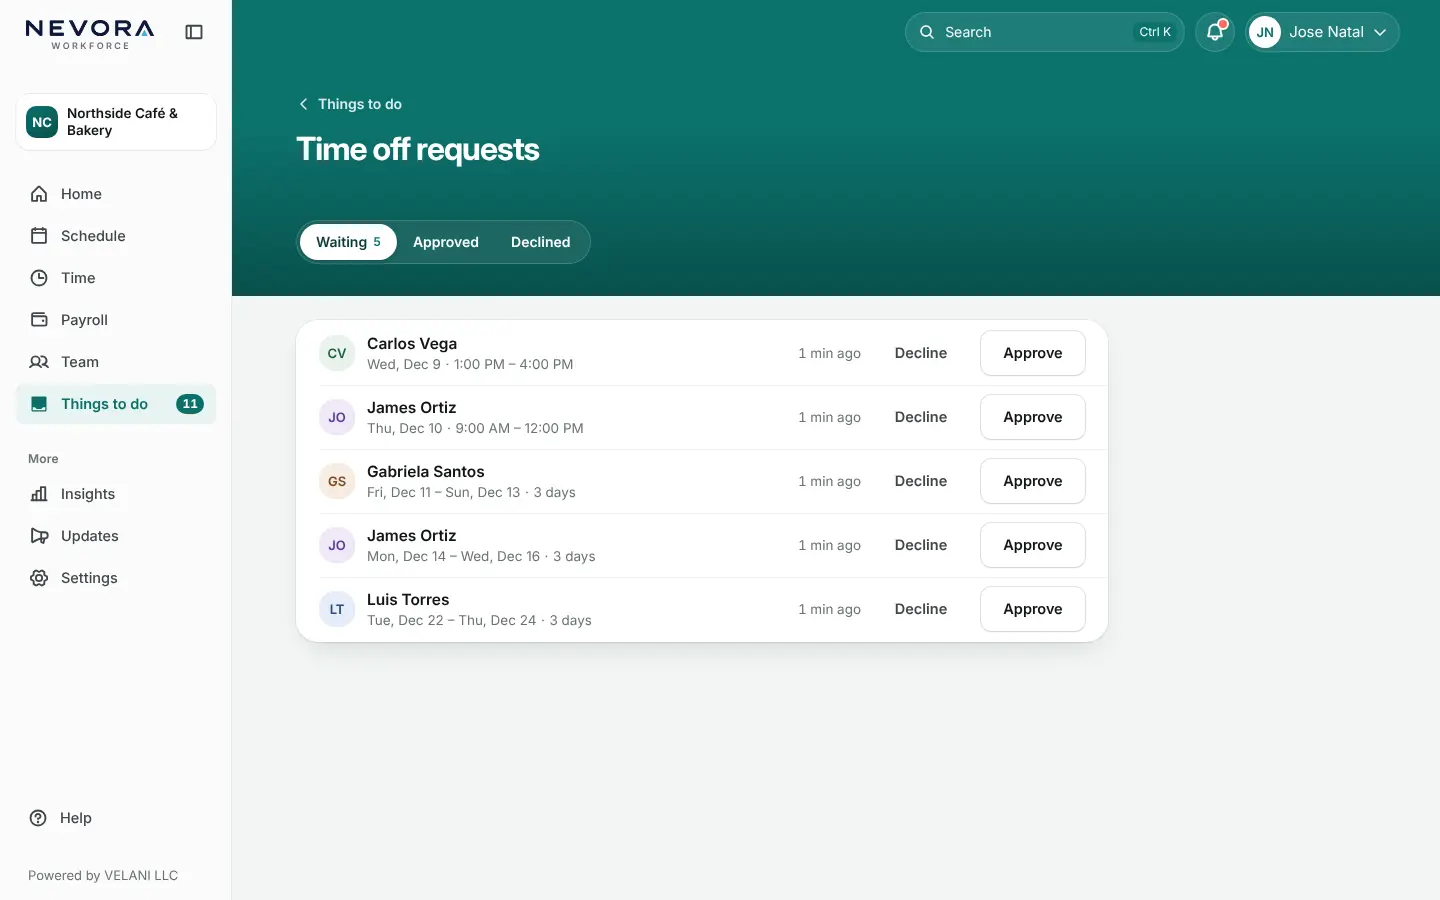 NEVORA
WORKFORCE
Search
Ctrl K
JN
Jose Natal
NC
Northside Café &
Bakery
Home
Schedule
Time
Payroll
Team
Things to do
11
More
Insights
Updates
Settings
Help
Powered by VELANI LLC
Things to do
Time off requests
Waiting 5
Approved
Declined
CV
Carlos Vega
Wed, Dec 9 · 1:00 PM – 4:00 PM
1 min ago
Decline
Approve
JO
James Ortiz
Thu, Dec 10 · 9:00 AM – 12:00 PM
1 min ago
Decline
Approve
GS
Gabriela Santos
Fri, Dec 11 – Sun, Dec 13 · 3 days
1 min ago
Decline
Approve
JO
James Ortiz
Mon, Dec 14 – Wed, Dec 16 · 3 days
1 min ago
Decline
Approve
LT
Luis Torres
Tue, Dec 22 – Thu, Dec 24 · 3 days
1 min ago
Decline
Approve